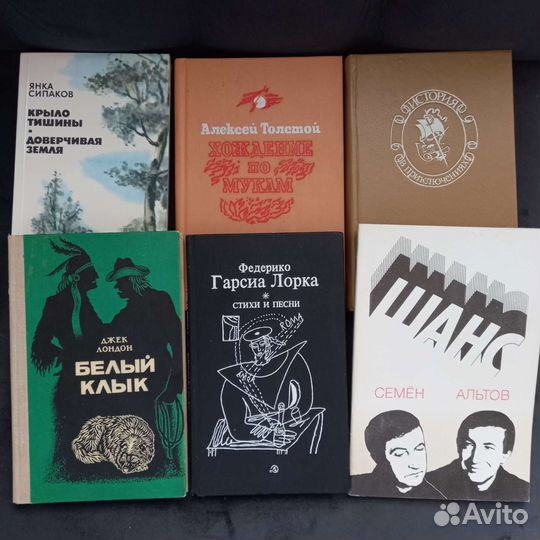 ЯНКА
СИПАКОВ
КРЫЛО
ТИШИНЫ
•
ДОВЕРЧИВАЯ
ЗЕМЛЯ
Алексей Толстой
ХОЖДЕНИЕ
ПО
МУКАМ
ИСТОРИЯ
В ПРИКЛЮЧЕНИЯХ
ДЖЕК
ЛОНДОН
БЕЛЫЙ
КЛЫК
Федерико
Гарсиа Лорка
*
СТИХИ И ПЕСНИ
ШАНС
СЕМЁН АЛЬТОВ
Avito